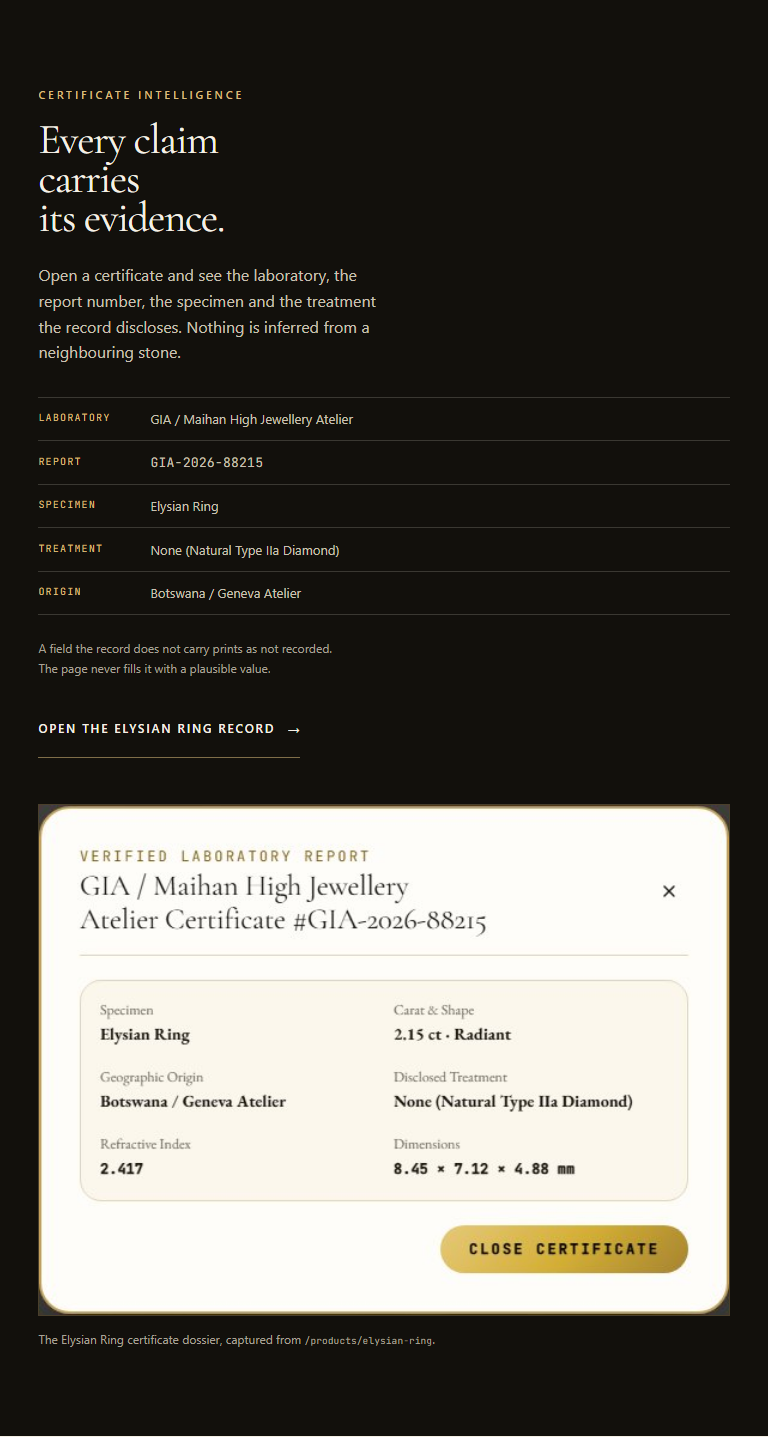 CERTIFICATE INTELLIGENCE
Every claim
carries
its evidence.
Open a certificate and see the laboratory, the
report number, the specimen and the treatment
the record discloses. Nothing is inferred from a
neighbouring stone.
LABORATORY GIA / Maihan High Jewellery Atelier
REPORT GIA-2026-88215
SPECIMEN Elysian Ring
TREATMENT None (Natural Type IIa Diamond)
ORIGIN Botswana / Geneva Atelier
A field the record does not carry prints as not recorded.
The page never fills it with a plausible value.
OPEN THE ELYSIAN RING RECORD →
VERIFIED LABORATORY REPORT
GIA / Maihan High Jewellery
Atelier Certificate #GIA-2026-88215
×
Specimen Carat & Shape
Elysian Ring 2.15 ct · Radiant
Geographic Origin Disclosed Treatment
Botswana / Geneva Atelier None (Natural Type IIa Diamond)
Refractive Index Dimensions
2.417 8.45 × 7.12 × 4.88 mm
CLOSE CERTIFICATE
The Elysian Ring certificate dossier, captured from /products/elysian-ring.